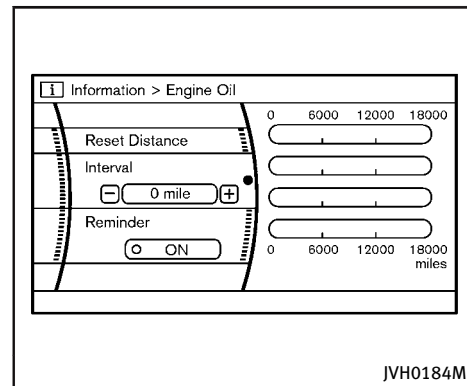 i Information > Engine Oil
0 6000 12000 18000
Reset Distance
Interval
− 0 mile +
Reminder
ON
0 6000 12000 18000
miles
JVH0184M